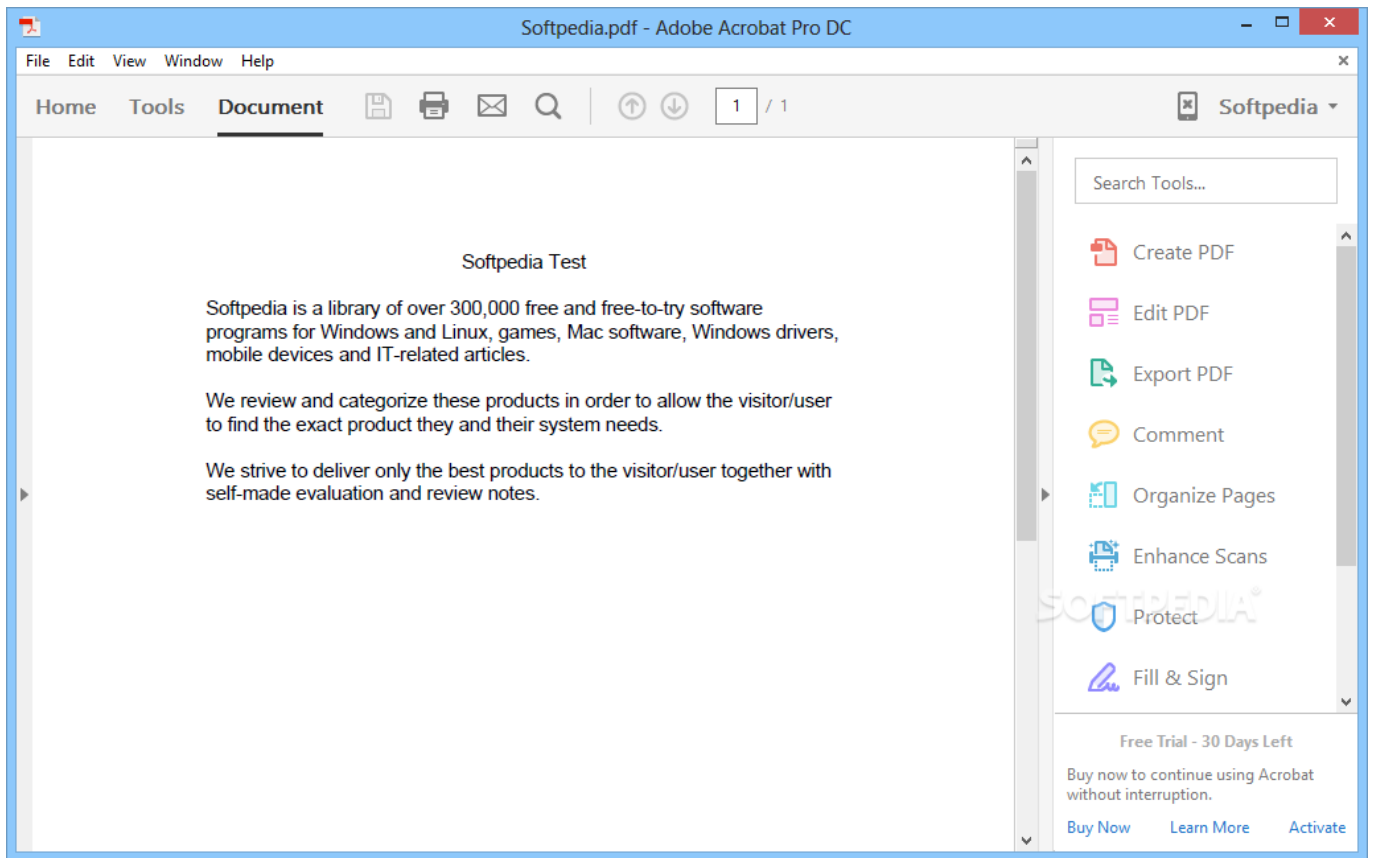 Softpedia.pdf - Adobe Acrobat Pro DC
File Edit View Window Help
Home Tools Document 1 / 1 Softpedia
Search Tools...
Softpedia Test
Softpedia is a library of over 300,000 free and free-to-try software
programs for Windows and Linux, games, Mac software, Windows drivers,
mobile devices and IT-related articles.
We review and categorize these products in order to allow the visitor/user
to find the exact product they and their system needs.
We strive to deliver only the best products to the visitor/user together with
self-made evaluation and review notes.
Create PDF
Edit PDF
Export PDF
Comment
Organize Pages
Enhance Scans
SOFTPEDIA®
Protect
Fill & Sign
Free Trial - 30 Days Left
Buy now to continue using Acrobat
without interruption.
Buy Now Learn More Activate